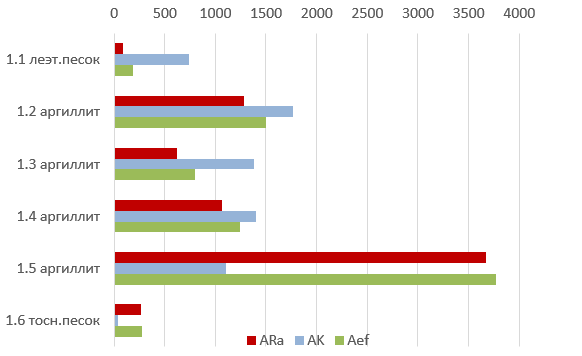 0 500 1000 1500 2000 2500 3000 3500 4000
1.1 леэт.песок
1.2 аргиллит
1.3 аргиллит
1.4 аргиллит
1.5 аргиллит
1.6 тосн.песок
ARa AK Aef